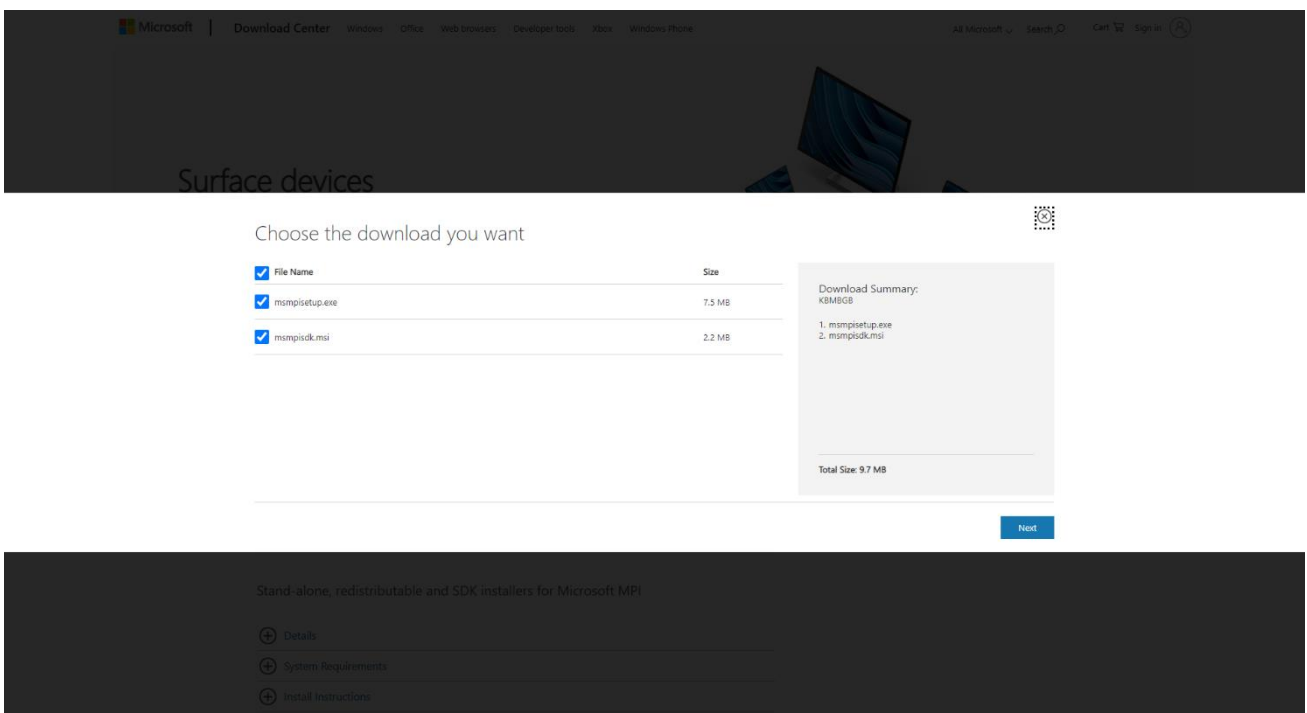 Microsoft Download Center Windows Office Web browsers Developer tools Xbox Windows Phone All Microsoft Search Cart Sign in
Surface devices
Choose the download you want
File Name Size
msmpisetup.exe 7.5 MB
msmpisdk.msi 2.2 MB
Download Summary:
KBMBGB
1. msmpisetup.exe
2. msmpisdk.msi
Total Size: 9.7 MB
Next
Stand-alone, redistributable and SDK installers for Microsoft MPI
Details
System Requirements
Install Instructions